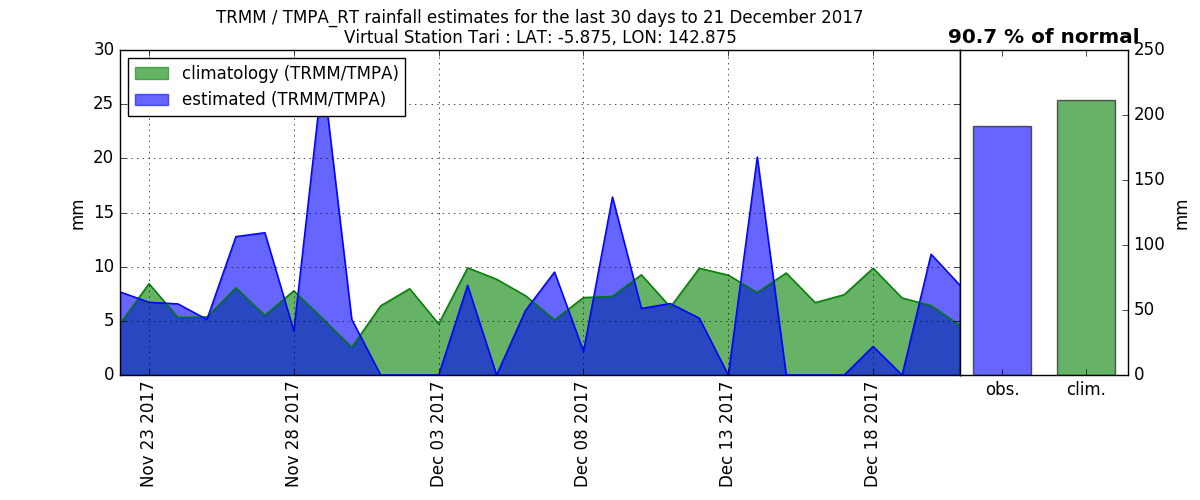 TRMM / TMPA_RT rainfall estimates for the last 30 days to 21 December 2017
Virtual Station Tari : LAT: -5.875, LON: 142.875
90.7 % of normal
climatology (TRMM/TMPA)
estimated (TRMM/TMPA)
30
25
20
15
10
5
0
mm
Nov 23 2017
Nov 28 2017
Dec 03 2017
Dec 08 2017
Dec 13 2017
Dec 18 2017
250
200
150
100
50
0
mm
obs.
clim.